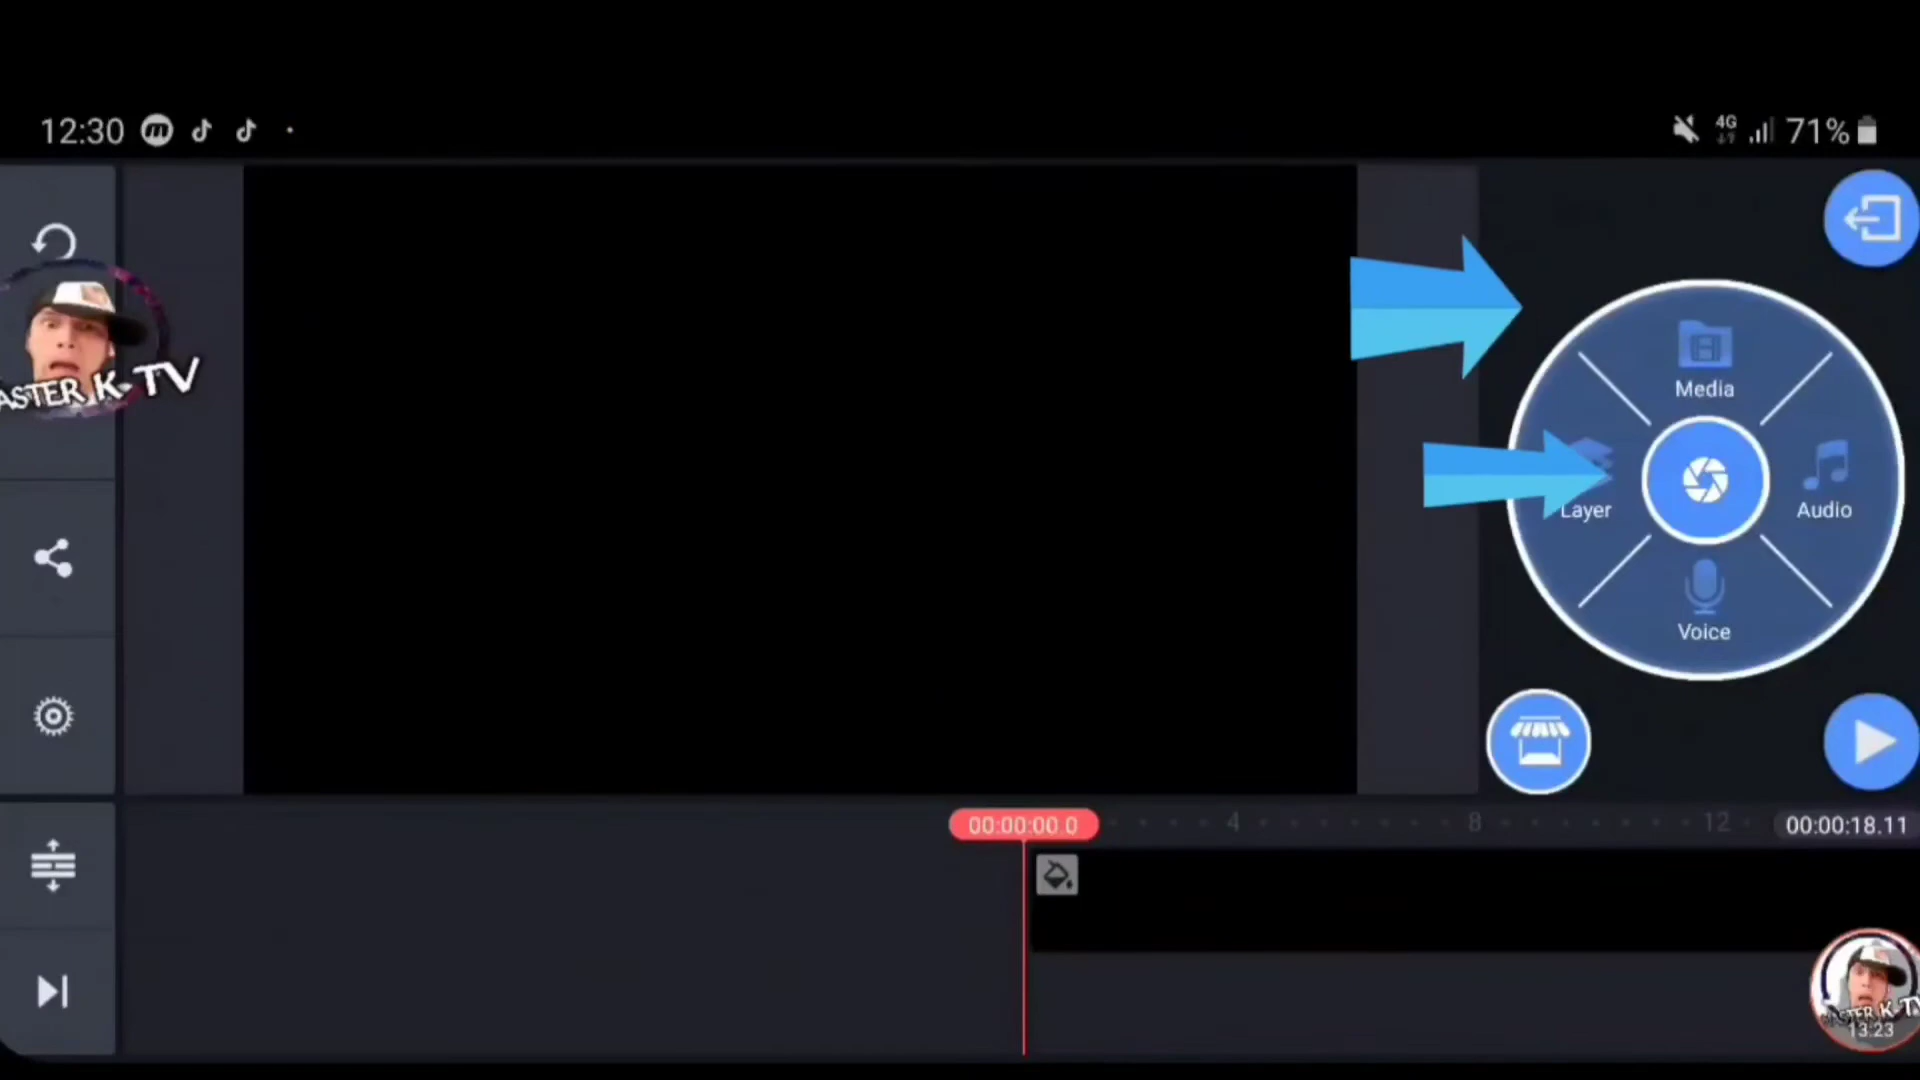 12:30
4G
71%
ASTER K-TV
Media
Layer
Audio
Voice
00:00:00.0
4
8
12
00:00:18.11
STER K-T
13:23